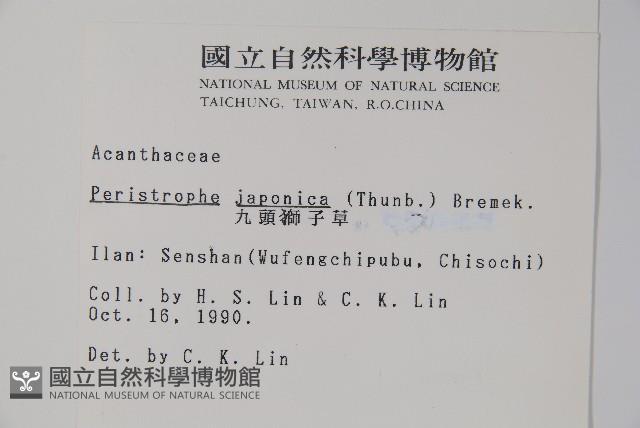 國立自然科學博物館
NATIONAL MUSEUM OF NATURAL SCIENCE
TAICHUNG, TAIWAN, R.O.CHINA
Acanthaceae
Peristrophe japonica (Thunb.) Bremek.
九頭獅子草
Ilan: Senshan(Wufengchipubu, Chisochi)
Coll. by H. S. Lin & C. K. Lin
Oct. 16, 1990.
Det. by C. K. Lin
國立自然科學博物館
NATIONAL MUSEUM OF NATURAL SCIENCE